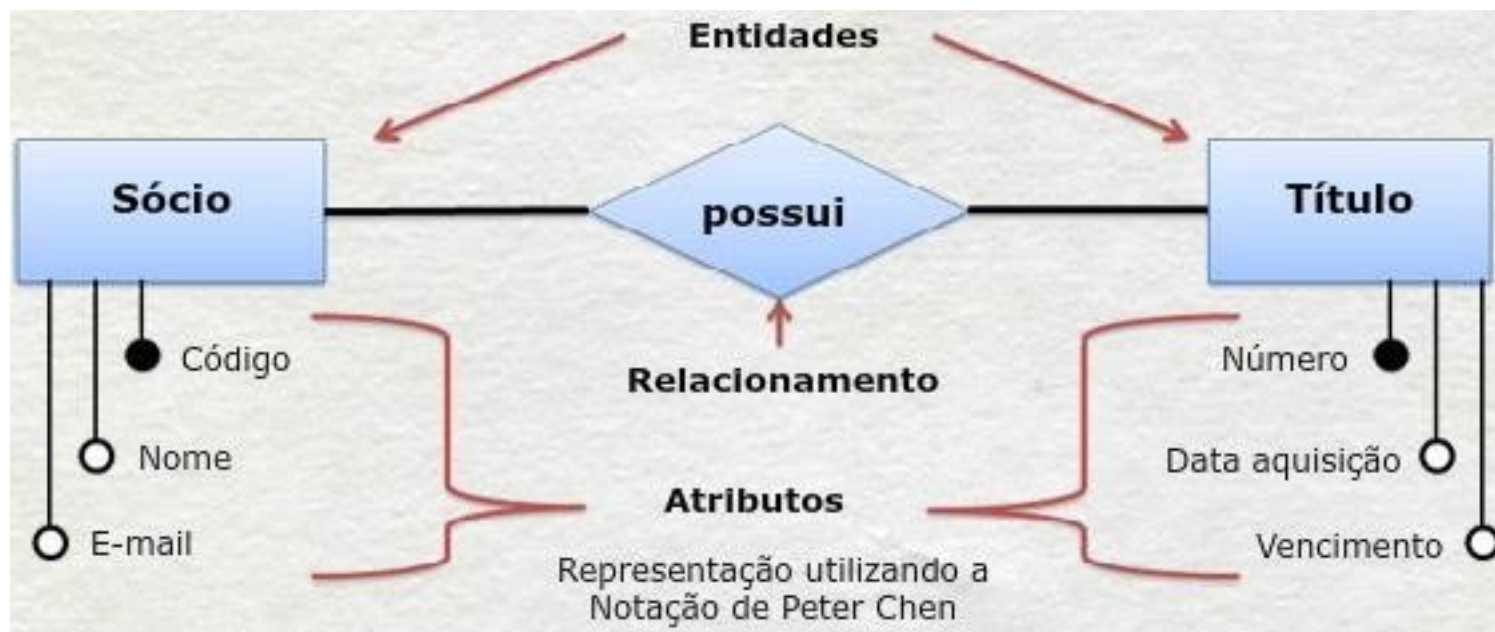 Entidades
Sócio
possui
Título
Código
Número
Relacionamento
Nome
Data aquisição
Atributos
E-mail
Vencimento
Representação utilizando a
Notação de Peter Chen